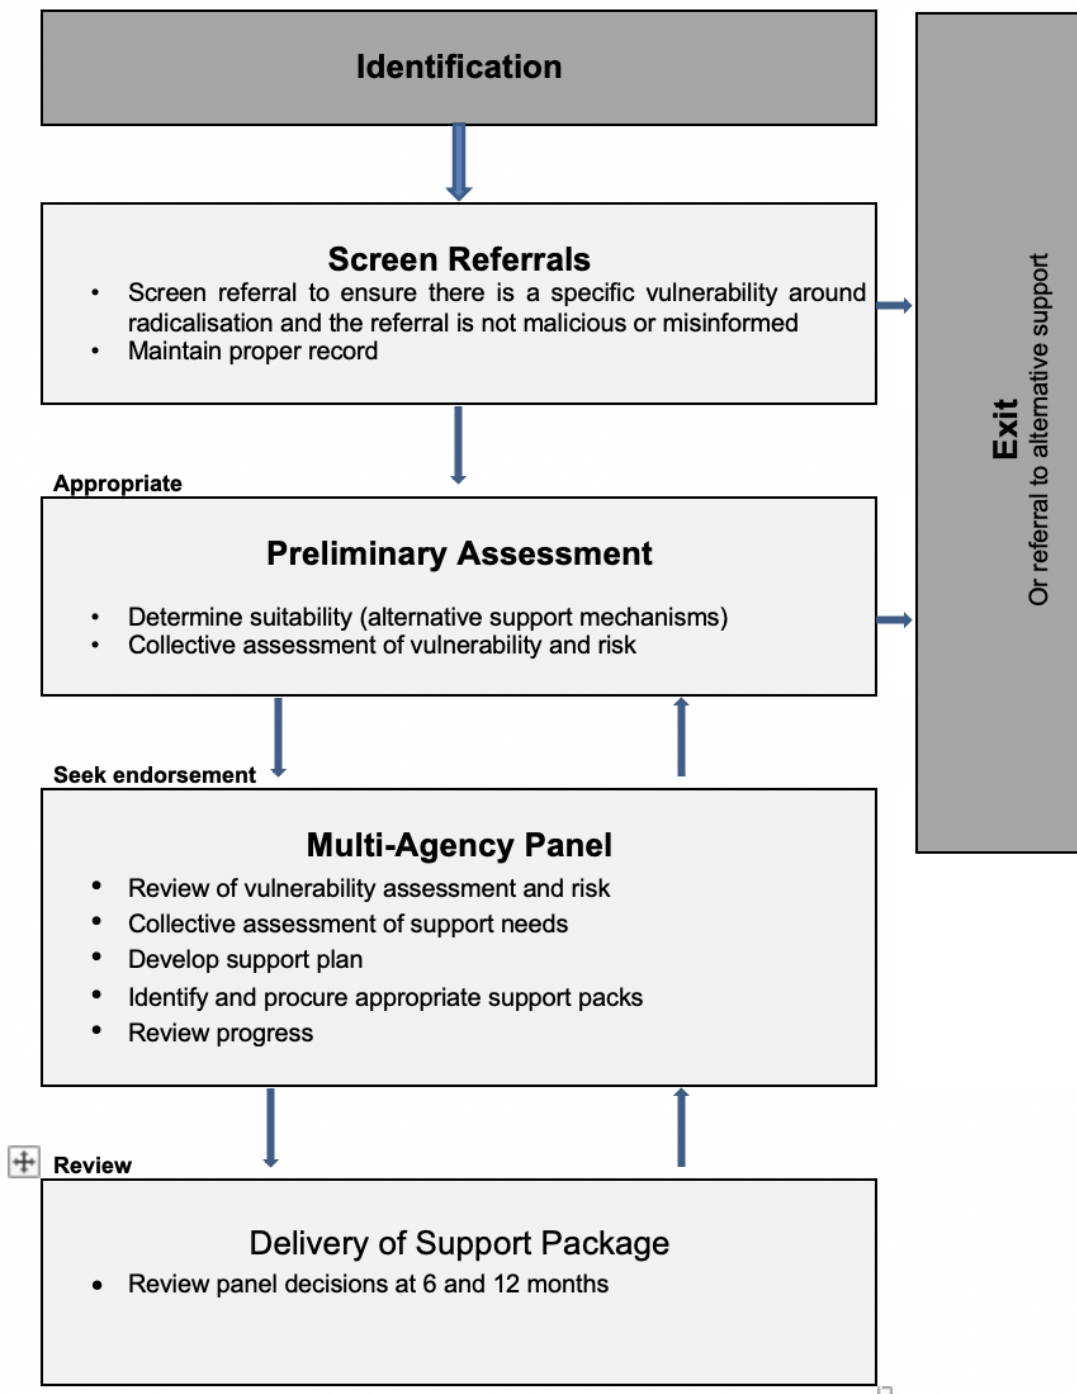 Identification
Screen Referrals
• Screen referral to ensure there is a specific vulnerability around
radicalisation and the referral is not malicious or misinformed
• Maintain proper record
Appropriate
Preliminary Assessment
• Determine suitability (alternative support mechanisms)
• Collective assessment of vulnerability and risk
Seek endorsement
Multi-Agency Panel
• Review of vulnerability assessment and risk
• Collective assessment of support needs
• Develop support plan
• Identify and procure appropriate support packs
• Review progress
Review
Delivery of Support Package
• Review panel decisions at 6 and 12 months
Exit
Or referral to alternative support